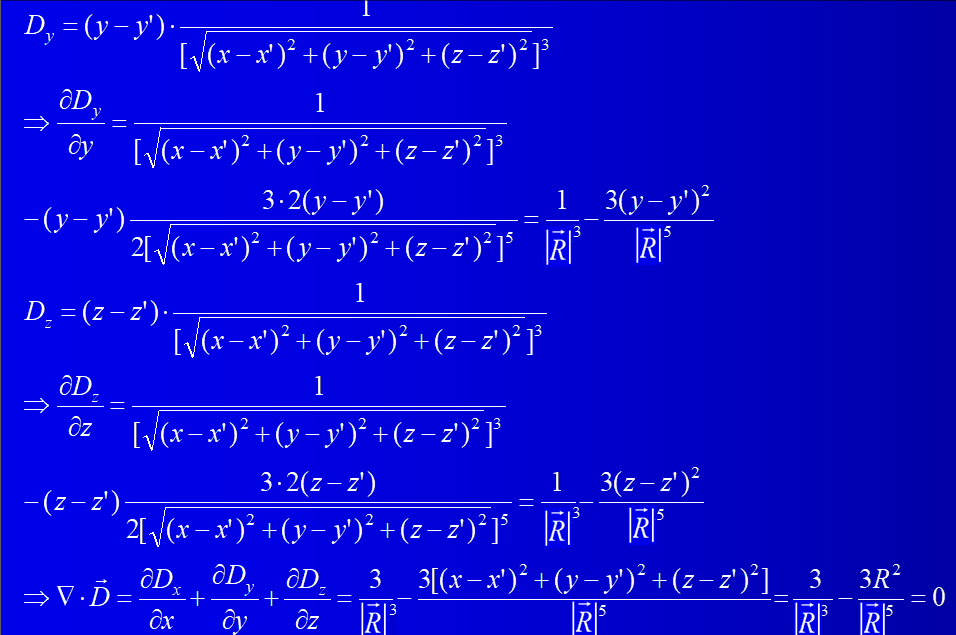 D_y = (y − y') · 1 / [√((x − x')² + (y − y')² + (z − z')²)]³
⇒ ∂D_y/∂y = 1 / [√((x − x')² + (y − y')² + (z − z')²)]³
− (y − y') 3·2(y − y') / 2[√((x − x')² + (y − y')² + (z − z')²)]⁵ = 1/|R⃗|³ − 3(y − y')²/|R⃗|⁵
D_z = (z − z') · 1 / [√((x − x')² + (y − y')² + (z − z')²)]³
⇒ ∂D_z/∂z = 1 / [√((x − x')² + (y − y')² + (z − z')²)]³
− (z − z') 3·2(z − z') / 2[√((x − x')² + (y − y')² + (z − z')²)]⁵ = 1/|R⃗|³ − 3(z − z')²/|R⃗|⁵
⇒ ∇ · D⃗ = ∂D_x/∂x + ∂D_y/∂y + ∂D_z/∂z = 3/|R⃗|³ − 3[(x − x')² + (y − y')² + (z − z')²]/|R⃗|⁵ = 3/|R⃗|³ − 3R²/|R⃗|⁵ = 0